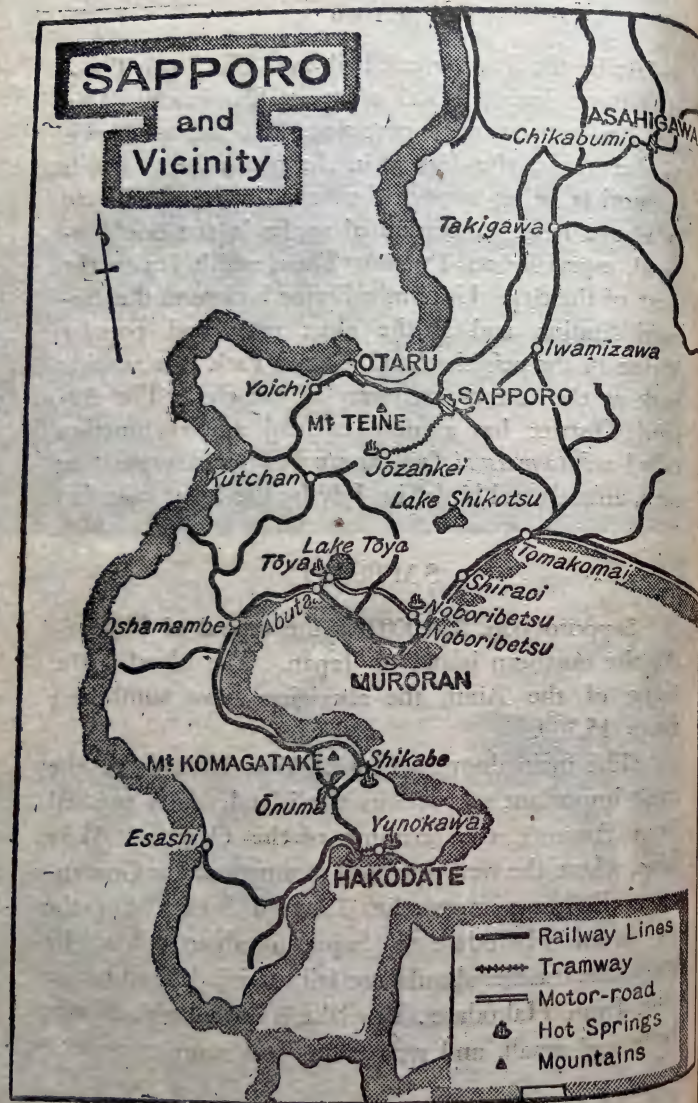 SAPPORO
and
Vicinity
ASAHIGAWA
Chikabumi
Takigawa
Iwamizawa
OTARU
Yoichi
SAPPORO
Mt TEINE
Jōzankei
Kutchan
Lake Shikotsu
Lake Tōya
Tōya
Tomakomai
Abuta
Shiraoi
Noboribetsu
Noboribetsu
Oshamambe
MURORAN
Mt KOMAGATAKE
Shikabe
Ōnuma
Yunokawa
Esashi
HAKODATE
Railway Lines
Tramway
Motor-road
Hot Springs
Mountains